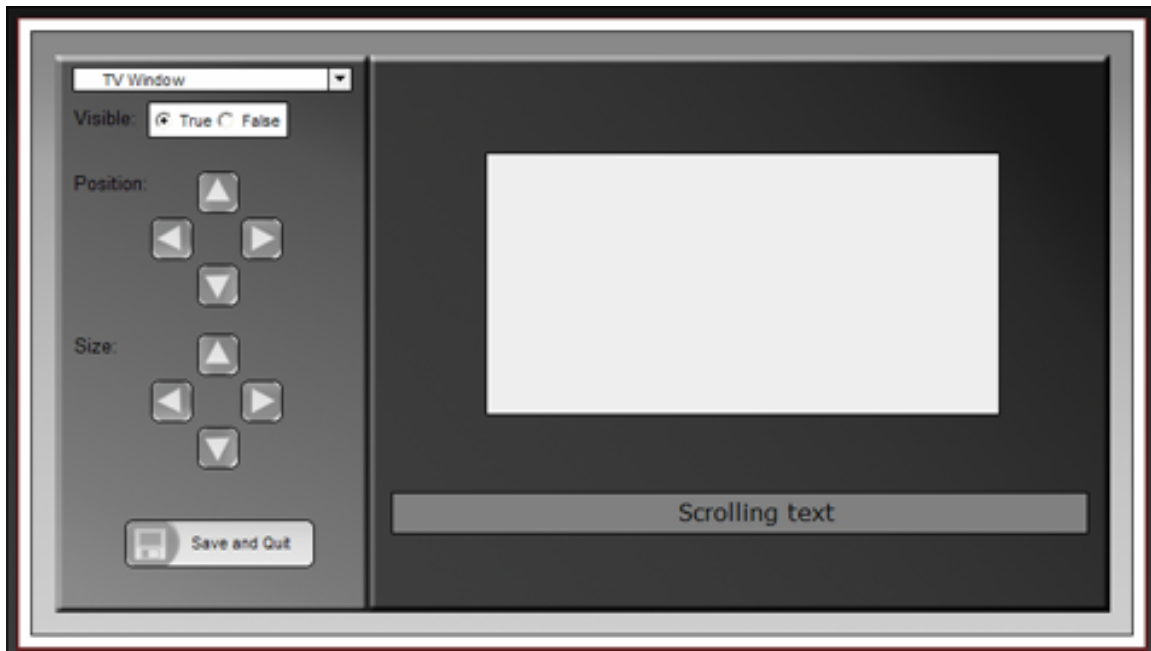 TV Window
Visible: True False
Position:
Size:
Save and Quit
Scrolling text